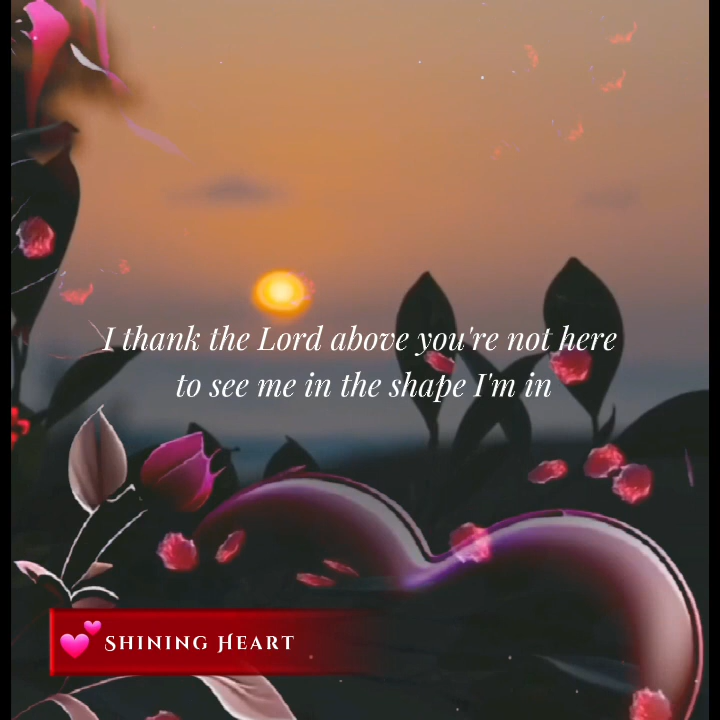 I thank the Lord above you're not here
to see me in the shape I'm in
💕 Shining Heart